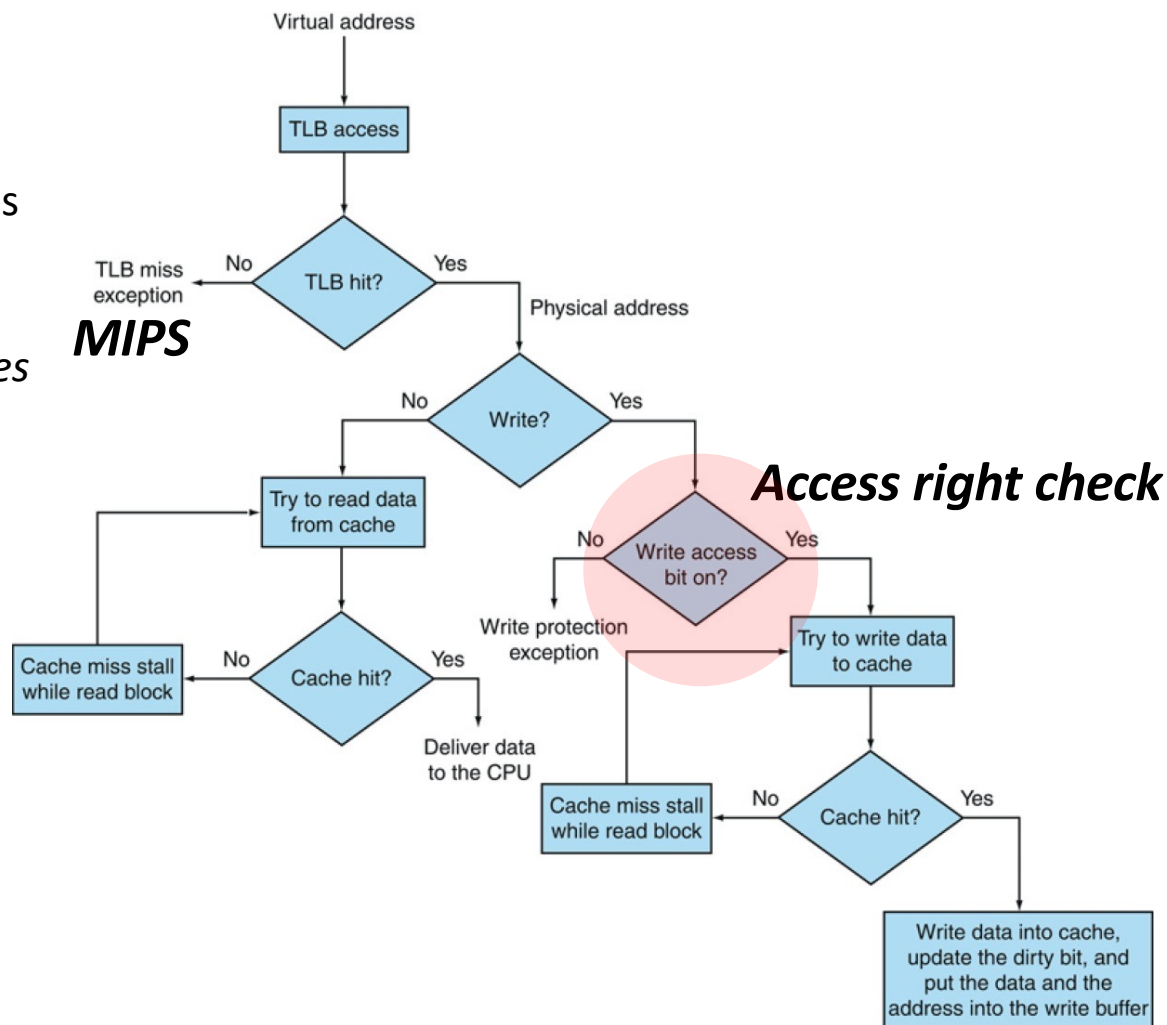 Virtual address
TLB access
s
TLB miss
exception
No
TLB hit?
Yes
Physical address
MIPS
es
No
Write?
Yes
Access right check
Try to read data
from cache
No
Write access
bit on?
Yes
Write protection
exception
Try to write data
to cache
Cache miss stall
while read block
No
Cache hit?
Yes
Deliver data
to the CPU
Cache miss stall
while read block
No
Cache hit?
Yes
Write data into cache,
update the dirty bit, and
put the data and the
address into the write buffer